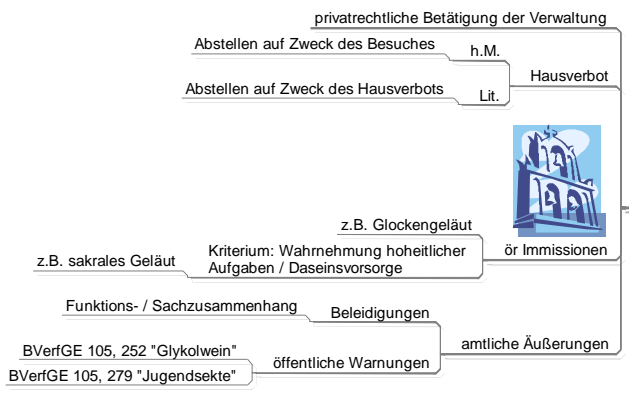 privatrechtliche Betätigung der Verwaltung
Abstellen auf Zweck des Besuches
h.M.
Hausverbot
Abstellen auf Zweck des Hausverbots
Lit.
z.B. Glockengeläut
ör Immissionen
Kriterium: Wahrnehmung hoheitlicher
Aufgaben / Daseinsvorsorge
z.B. sakrales Geläut
Funktions- / Sachzusammenhang
Beleidigungen
amtliche Äußerungen
BVerfGE 105, 252 "Glykolwein"
öffentliche Warnungen
BVerfGE 105, 279 "Jugendsekte"